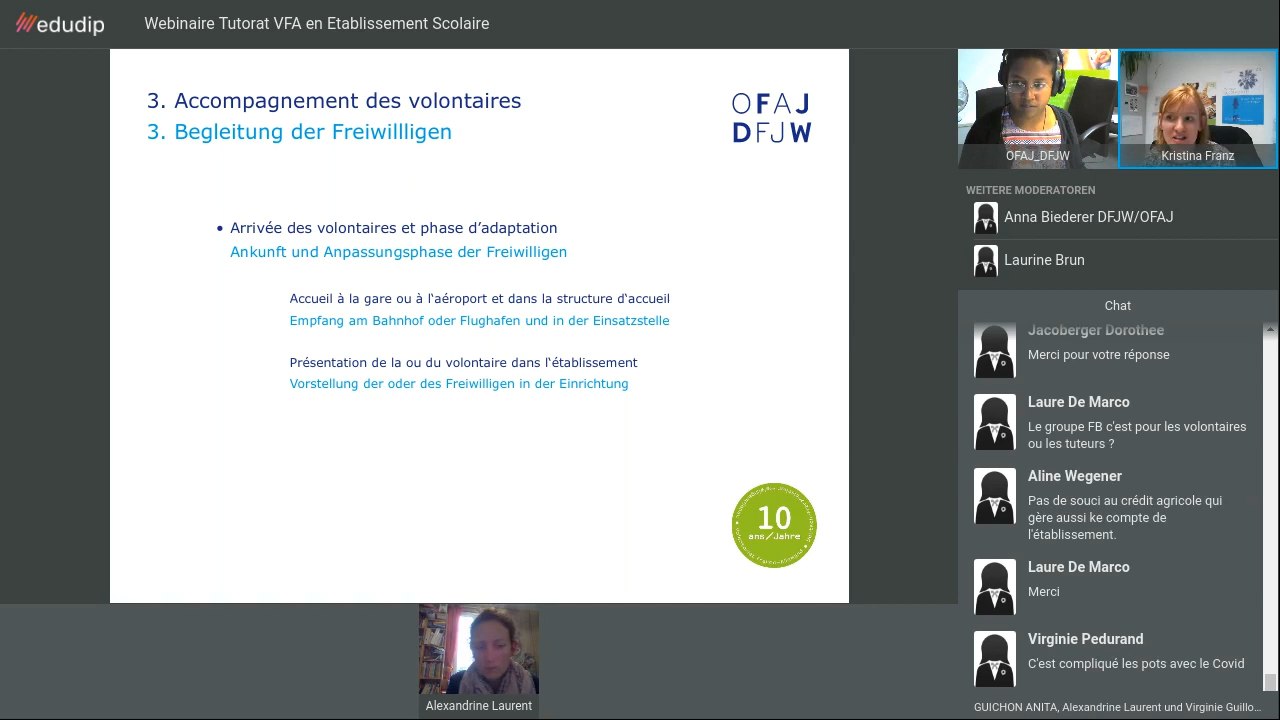 edudip
Webinaire Tutorat VFA en Etablissement Scolaire
3. Accompagnement des volontaires
3. Begleitung der Freiwillligen
OFAJ
DFJW
• Arrivée des volontaires et phase d’adaptation
Ankunft und Anpassungsphase der Freiwilligen
Accueil à la gare ou à l‘aéroport et dans la structure d‘accueil
Empfang am Bahnhof oder Flughafen und in der Einsatzstelle
Présentation de la ou du volontaire dans l‘établissement
Vorstellung der oder des Freiwilligen in der Einrichtung
10
ans/Jahre
Alexandrine Laurent
OFAJ_DFJW
Kristina Franz
WEITERE MODERATOREN
Anna Biederer DFJW/OFAJ
Laurine Brun
Chat
Jacoberger Dorothee
Merci pour votre réponse
Laure De Marco
Le groupe FB c'est pour les volontaires
ou les tuteurs ?
Aline Wegener
Pas de souci au crédit agricole qui
gère aussi ke compte de
l'établissement.
Laure De Marco
Merci
Virginie Pedurand
C'est compliqué les pots avec le Covid
GUICHON ANITA, Alexandrine Laurent und Virginie Guillo...